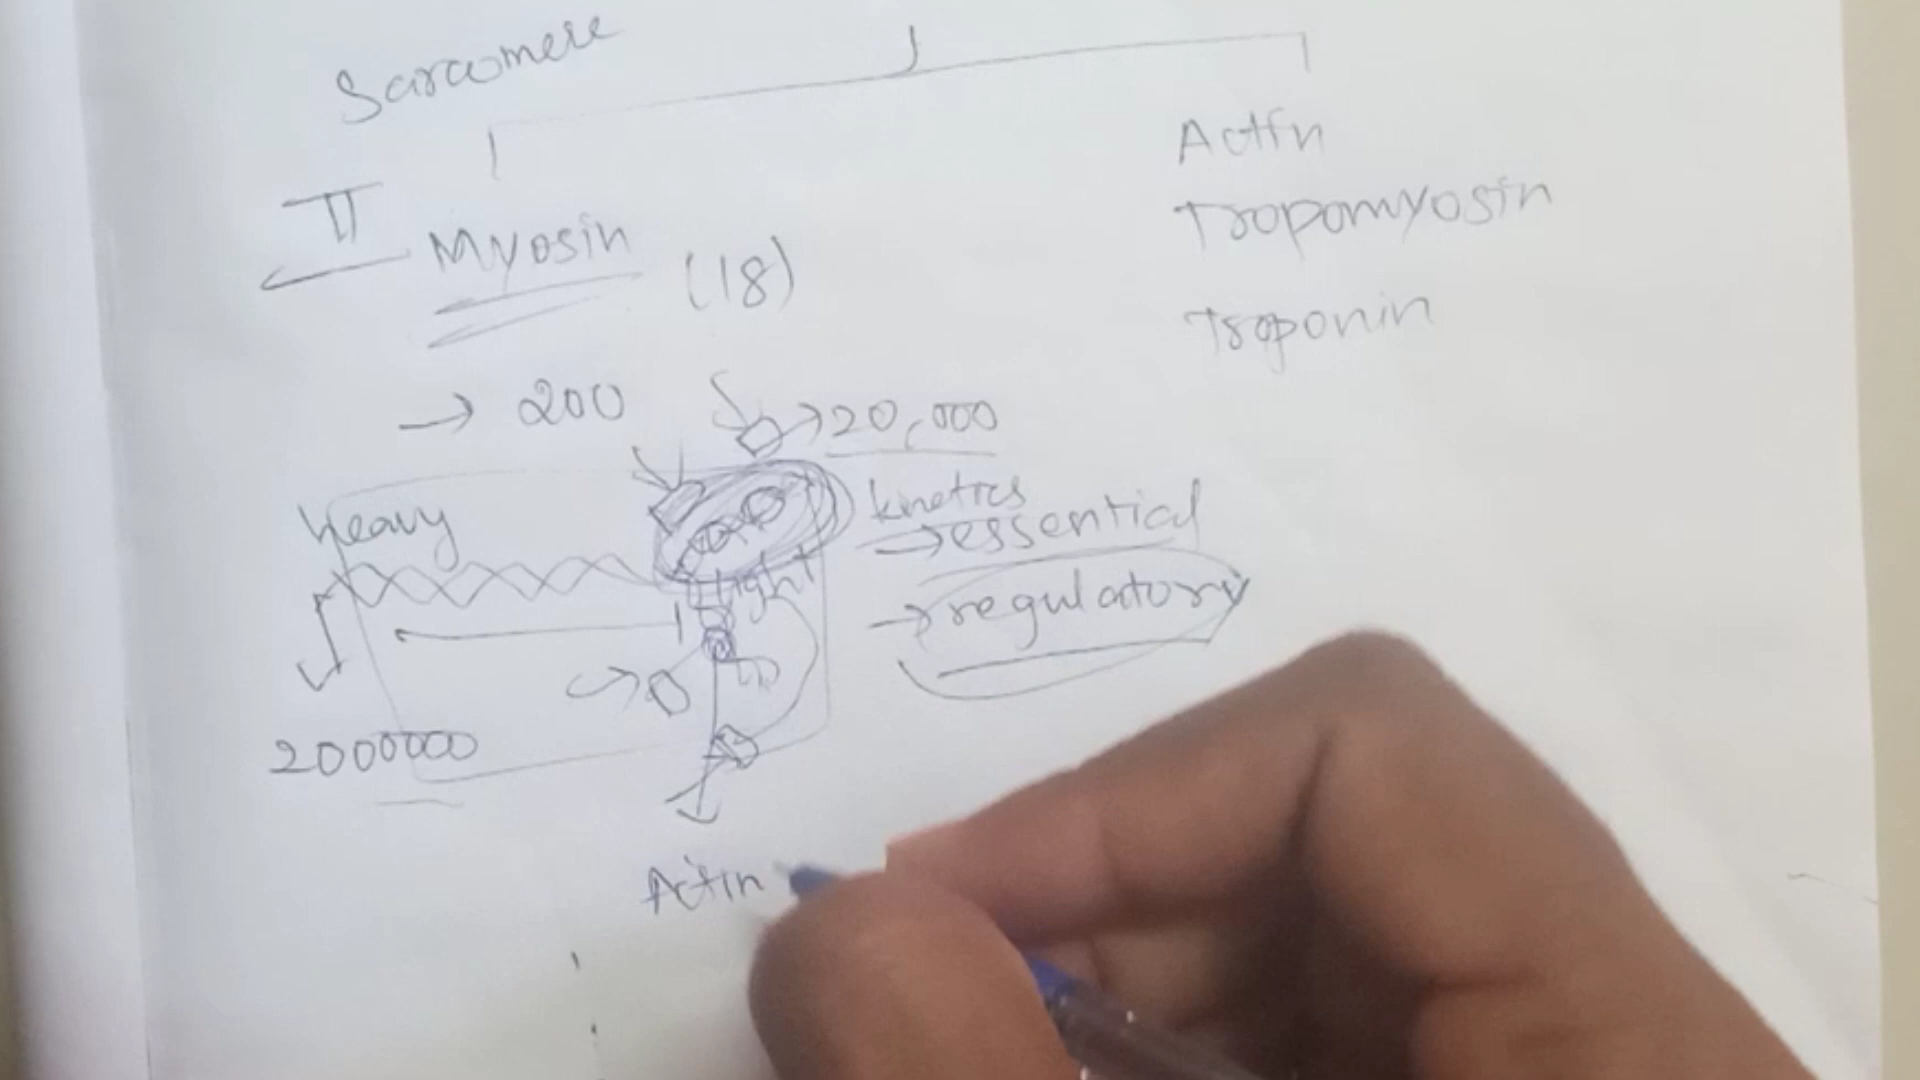 Sarcomere
II Myosin (18)
Actin
Tropomyosin
Troponin
→ 200
→ 20,000
heavy
light
kinetics
→ essential
→ regulatory
2000000
Actin